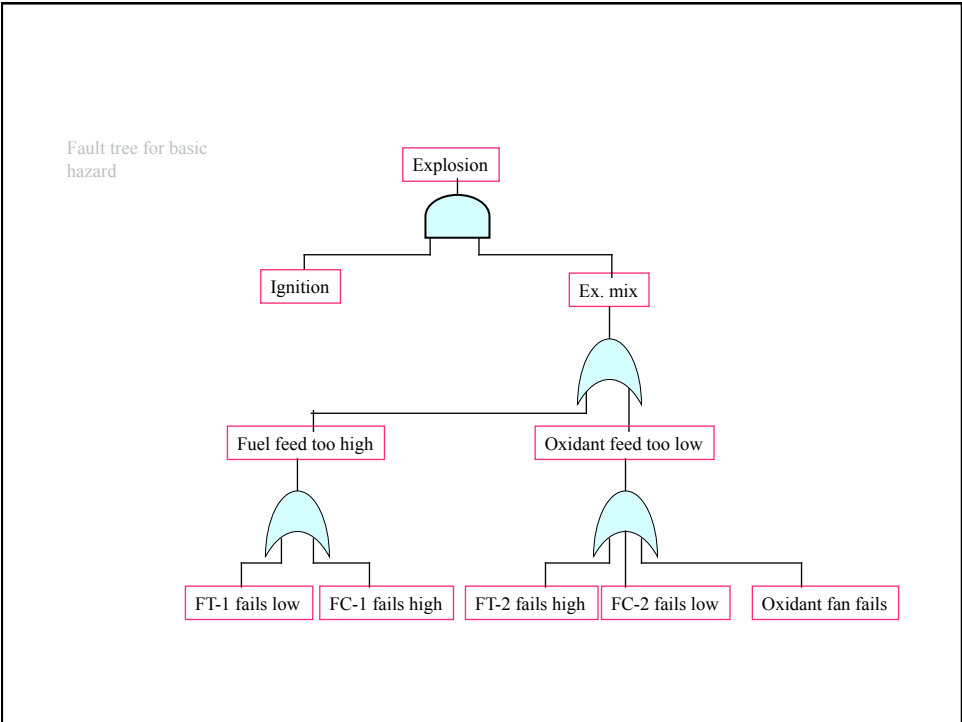 Fault tree for basic
hazard
Explosion
Ignition
Ex. mix
Fuel feed too high
Oxidant feed too low
FT-1 fails low
FC-1 fails high
FT-2 fails high
FC-2 fails low
Oxidant fan fails